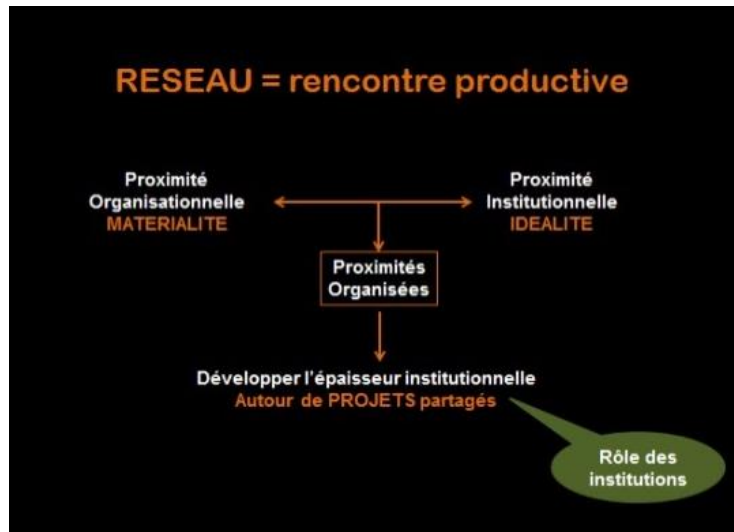 RESEAU = rencontre productive
Proximité
Organisationnelle
MATERIALITE
Proximité
Institutionnelle
IDEALITE
Proximités
Organisées
Développer l'épaisseur institutionnelle
Autour de PROJETS partagés
Rôle des
institutions